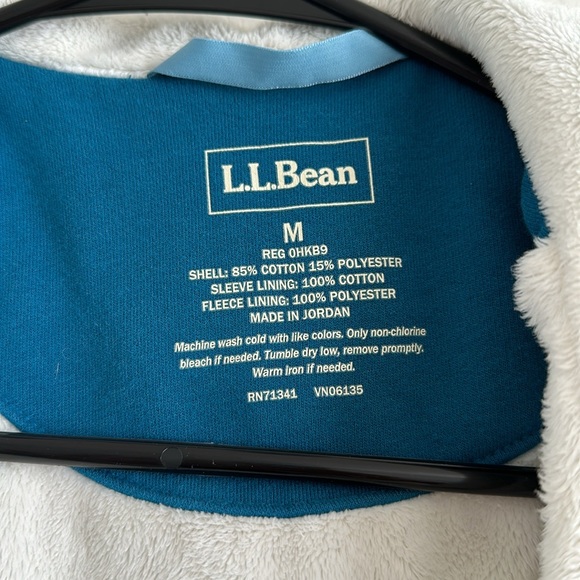 L.L.Bean
M
REG 0HKB9
SHELL: 85% COTTON 15% POLYESTER
SLEEVE LINING: 100% COTTON
FLEECE LINING: 100% POLYESTER
MADE IN JORDAN
Machine wash cold with like colors. Only non-chlorine
bleach if needed. Tumble dry low, remove promptly.
Warm iron if needed.
RN71341 VN06135